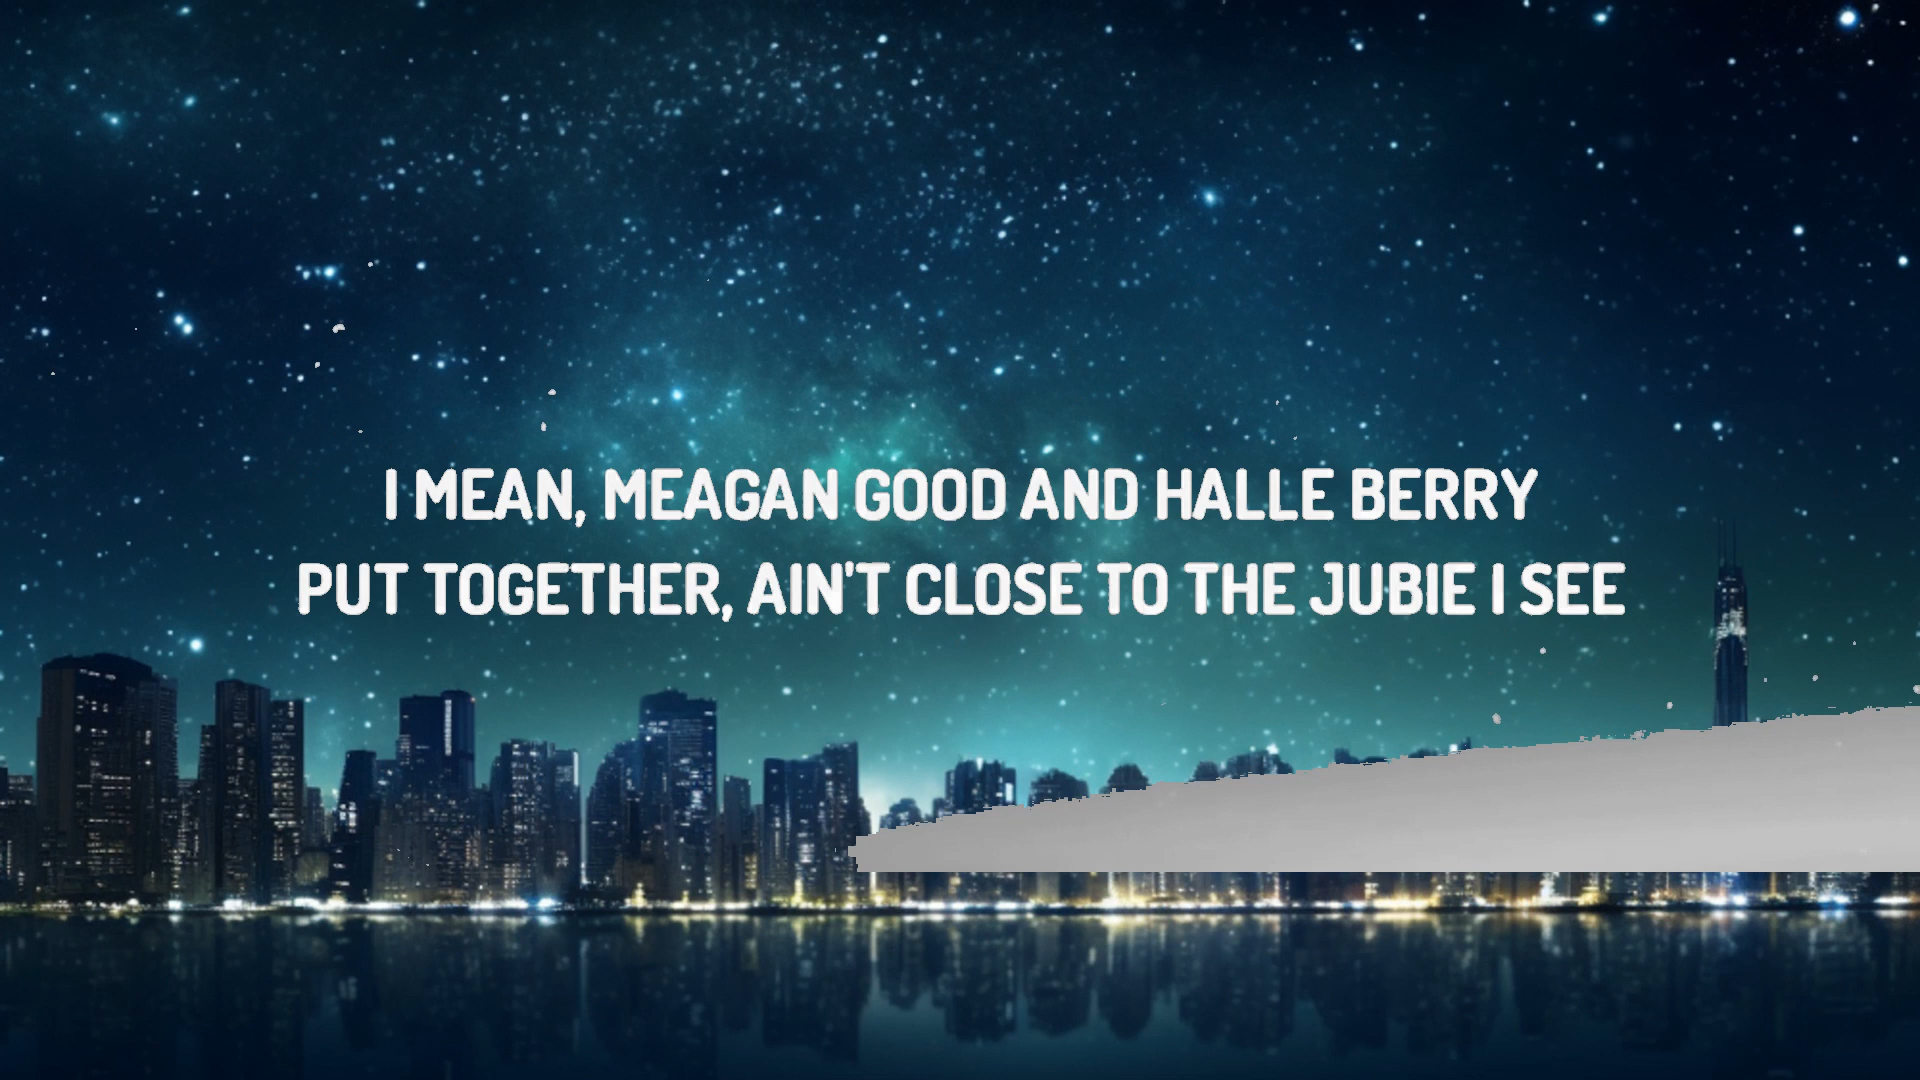 I MEAN, MEAGAN GOOD AND HALLE BERRY
PUT TOGETHER, AIN'T CLOSE TO THE JUBIE I SEE